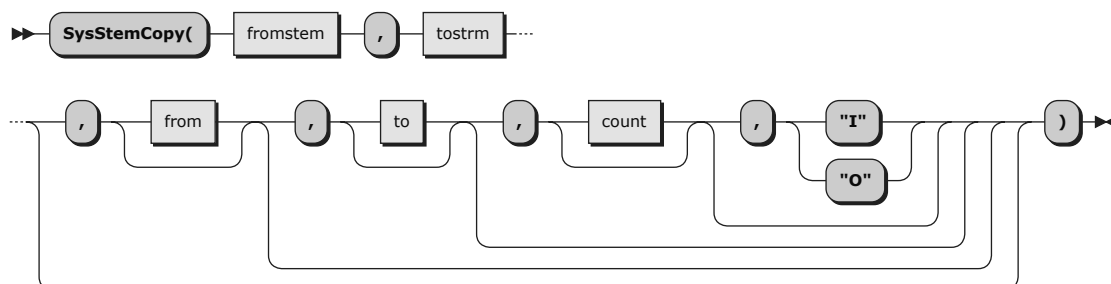 SysStemCopy( fromstem , tostrm
, from , to , count , "I" )
"O"